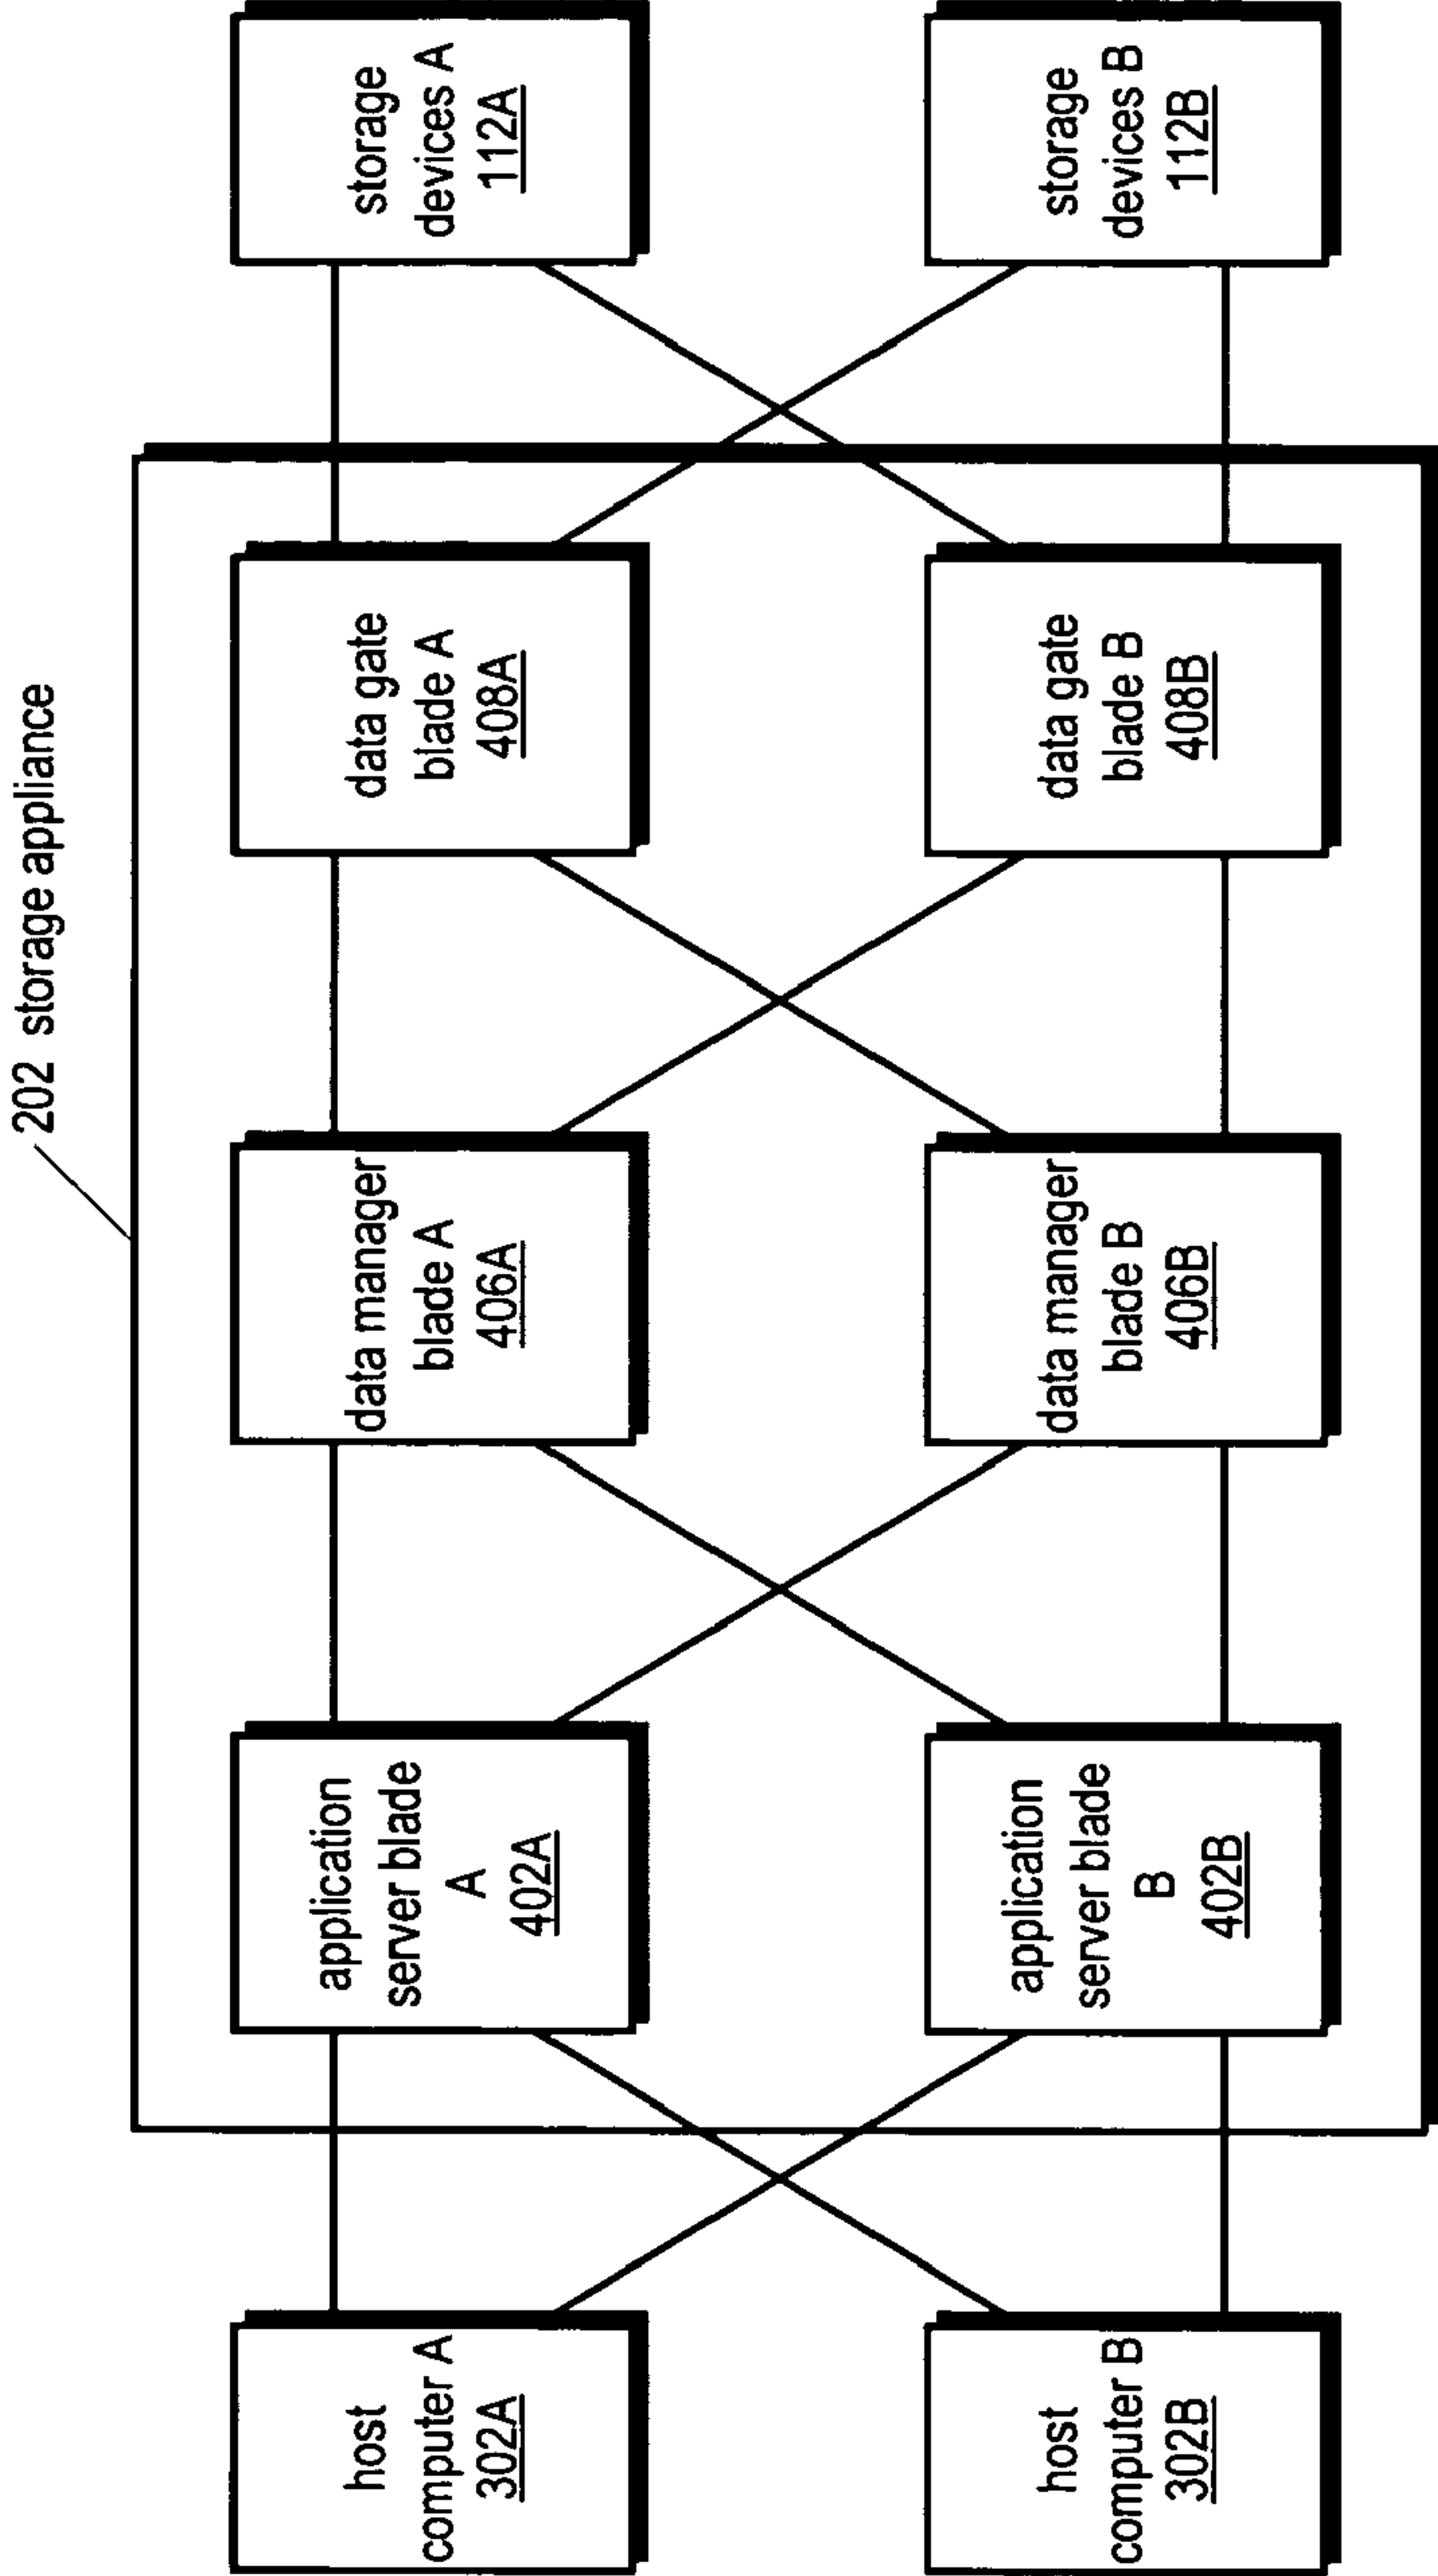 202 storage appliance
host
computer A
302A
application
server blade
A
402A
data manager
blade A
406A
data gate
blade A
408A
storage
devices A
112A
host
computer B
302B
application
server blade
B
402B
data manager
blade B
406B
data gate
blade B
408B
storage
devices B
112B